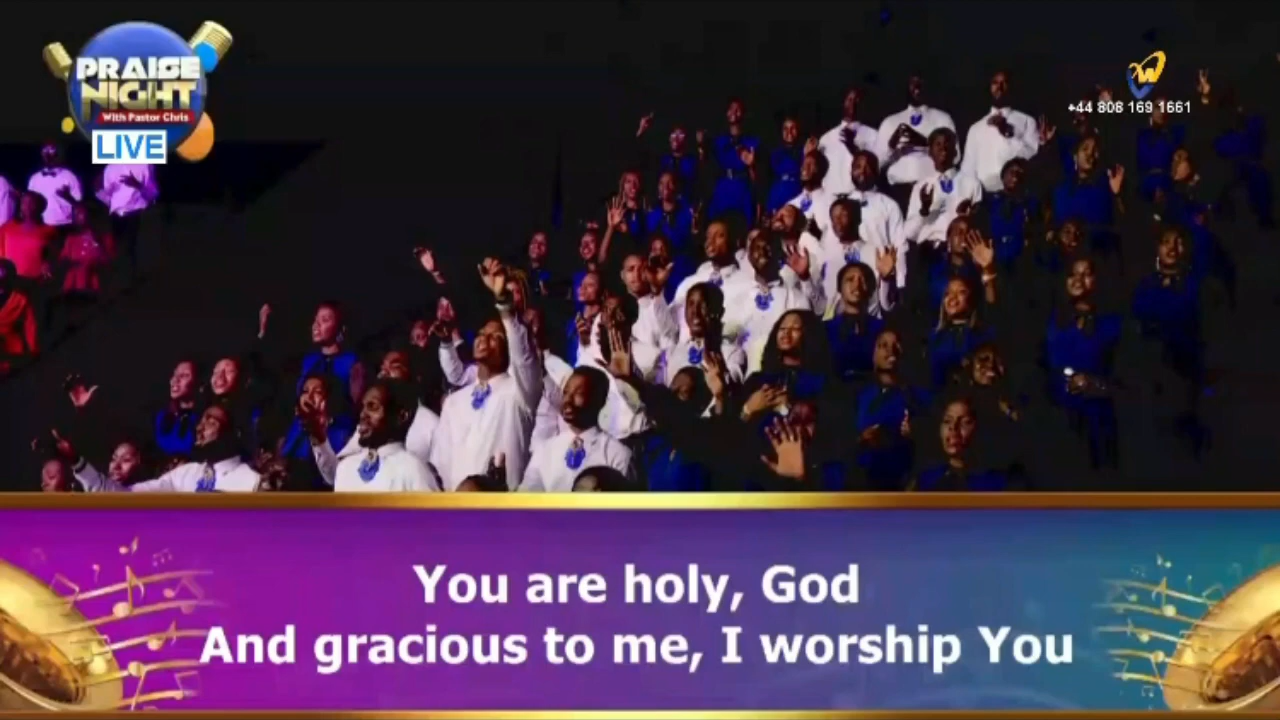 PRAISE
NIGHT
With Pastor Chris
LIVE
W
+44 808 169 1661
You are holy, God
And gracious to me, I worship You